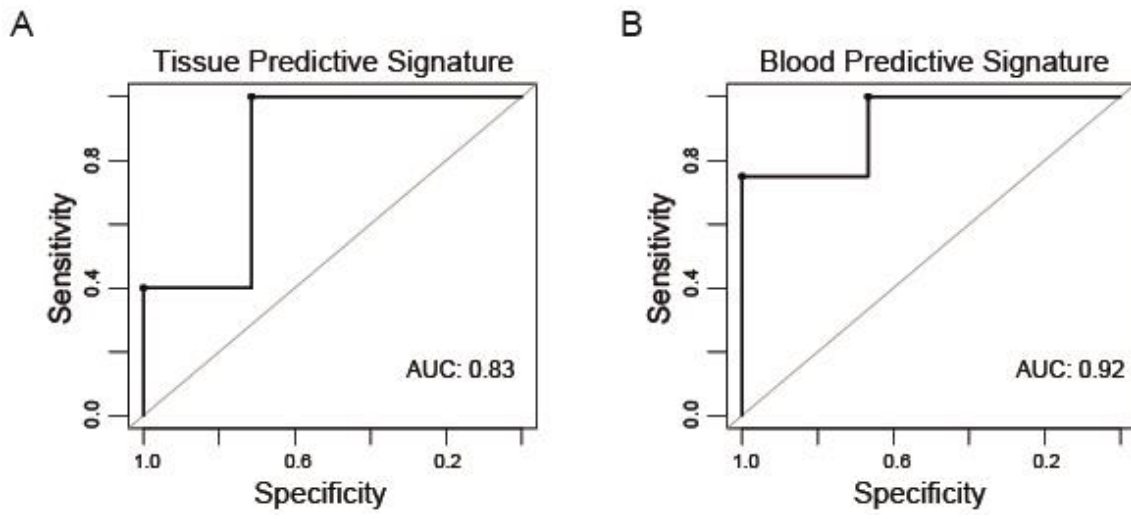 A
Tissue Predictive Signature
Sensitivity
0.8
0.4
0.0
AUC: 0.83
1.0 0.6 0.2
Specificity
B
Blood Predictive Signature
Sensitivity
0.8
0.4
0.0
AUC: 0.92
1.0 0.6 0.2
Specificity